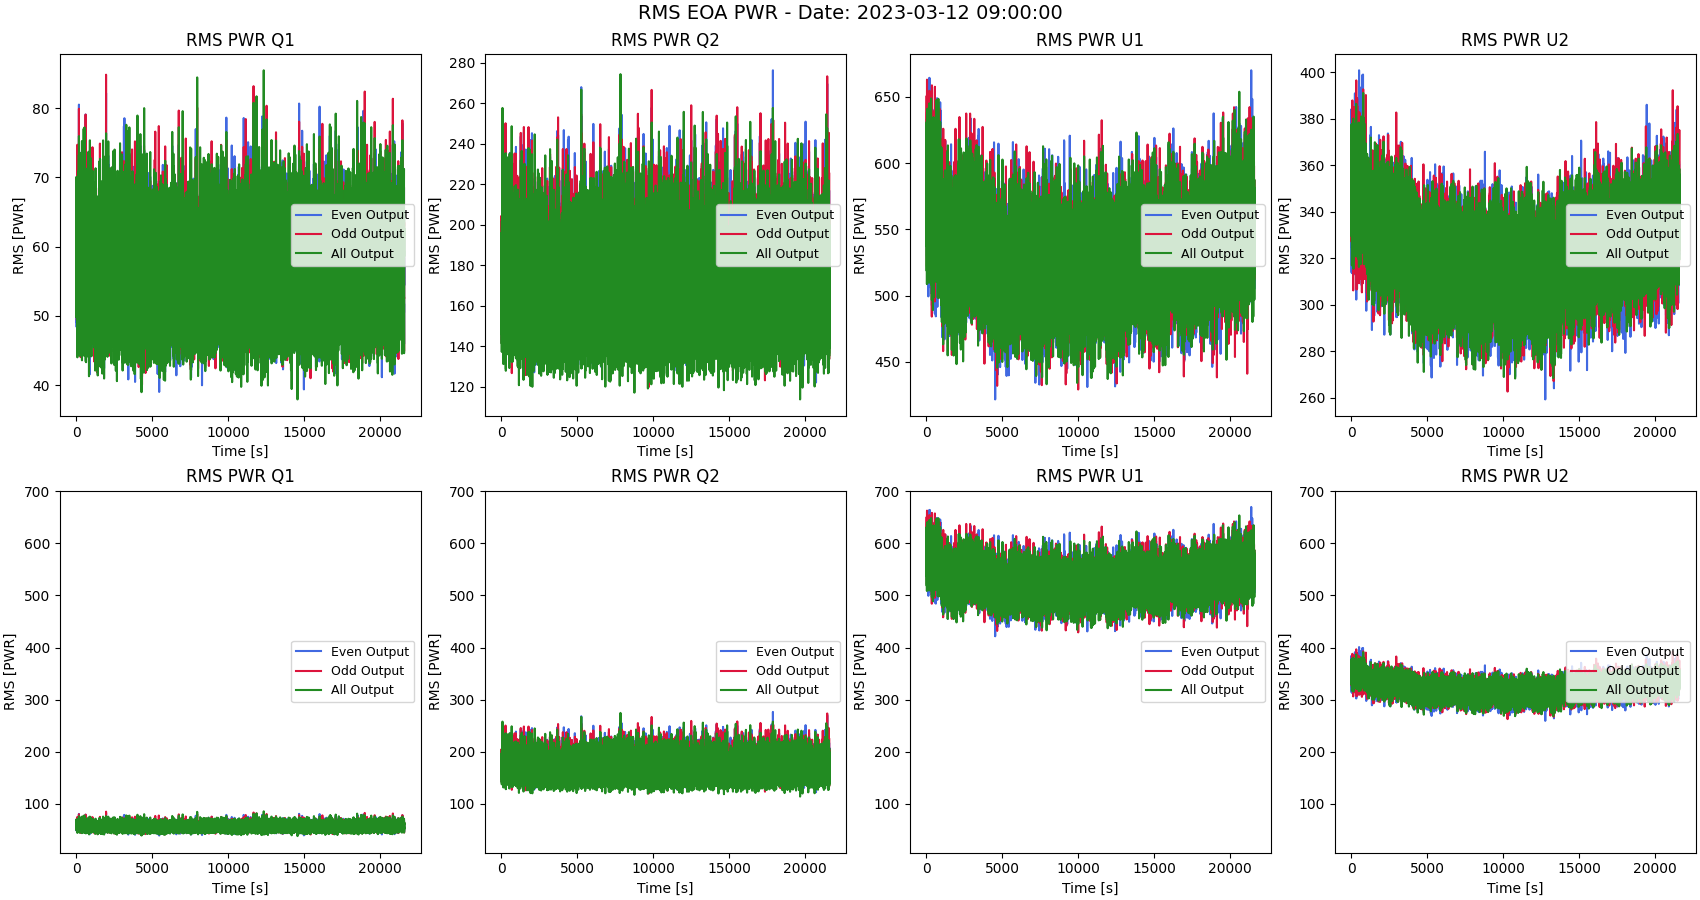 RMS EOA PWR - Date: 2023-03-12 09:00:00
RMS PWR Q1
RMS [PWR]
80
70
60
50
40
0 5000 10000 15000 20000
Time [s]
Even Output
Odd Output
All Output
RMS PWR Q2
RMS [PWR]
280
260
240
220
200
180
160
140
120
0 5000 10000 15000 20000
Time [s]
Even Output
Odd Output
All Output
RMS PWR U1
RMS [PWR]
650
600
550
500
450
0 5000 10000 15000 20000
Time [s]
Even Output
Odd Output
All Output
RMS PWR U2
RMS [PWR]
400
380
360
340
320
300
280
260
0 5000 10000 15000 20000
Time [s]
Even Output
Odd Output
All Output
RMS PWR Q1
RMS [PWR]
700
600
500
400
300
200
100
0 5000 10000 15000 20000
Time [s]
Even Output
Odd Output
All Output
RMS PWR Q2
RMS [PWR]
700
600
500
400
300
200
100
0 5000 10000 15000 20000
Time [s]
Even Output
Odd Output
All Output
RMS PWR U1
RMS [PWR]
700
600
500
400
300
200
100
0 5000 10000 15000 20000
Time [s]
Even Output
Odd Output
All Output
RMS PWR U2
RMS [PWR]
700
600
500
400
300
200
100
0 5000 10000 15000 20000
Time [s]
Even Output
Odd Output
All Output